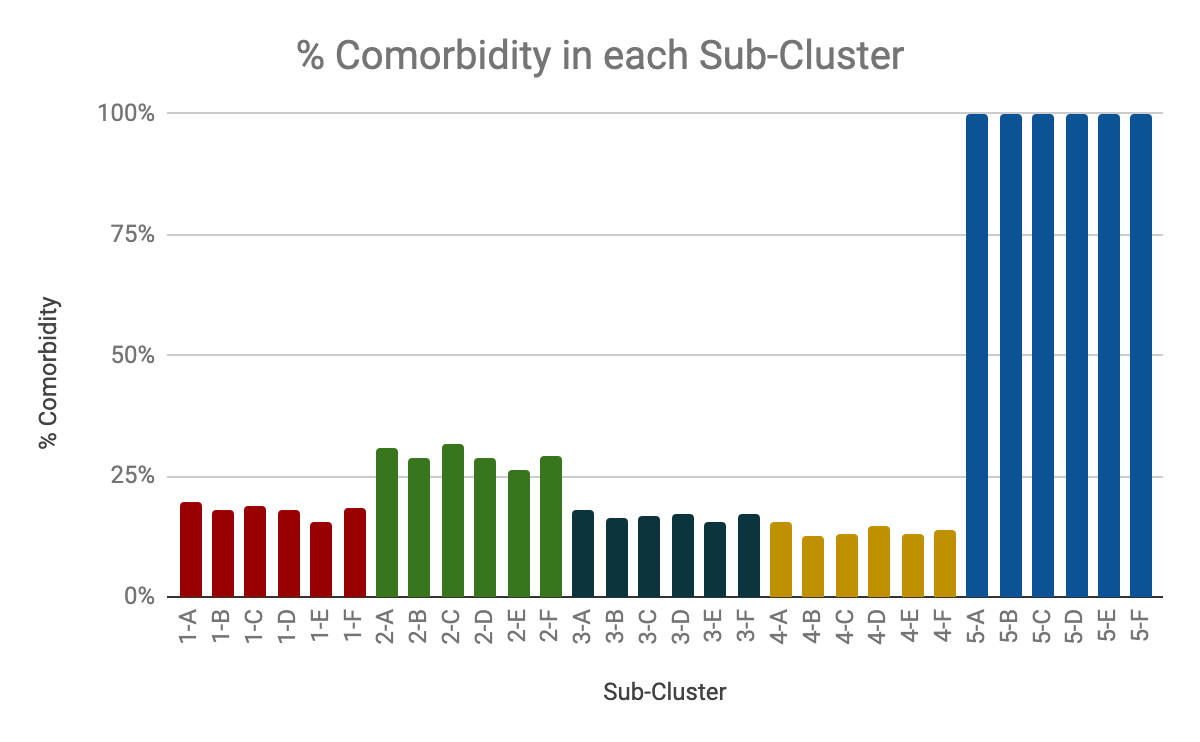 % Comorbidity in each Sub-Cluster
100%
75%
50%
25%
0%
% Comorbidity
1-A
1-B
1-C
1-D
1-E
1-F
2-A
2-B
2-C
2-D
2-E
2-F
3-A
3-B
3-C
3-D
3-E
3-F
4-A
4-B
4-C
4-D
4-E
4-F
5-A
5-B
5-C
5-D
5-E
5-F
Sub-Cluster